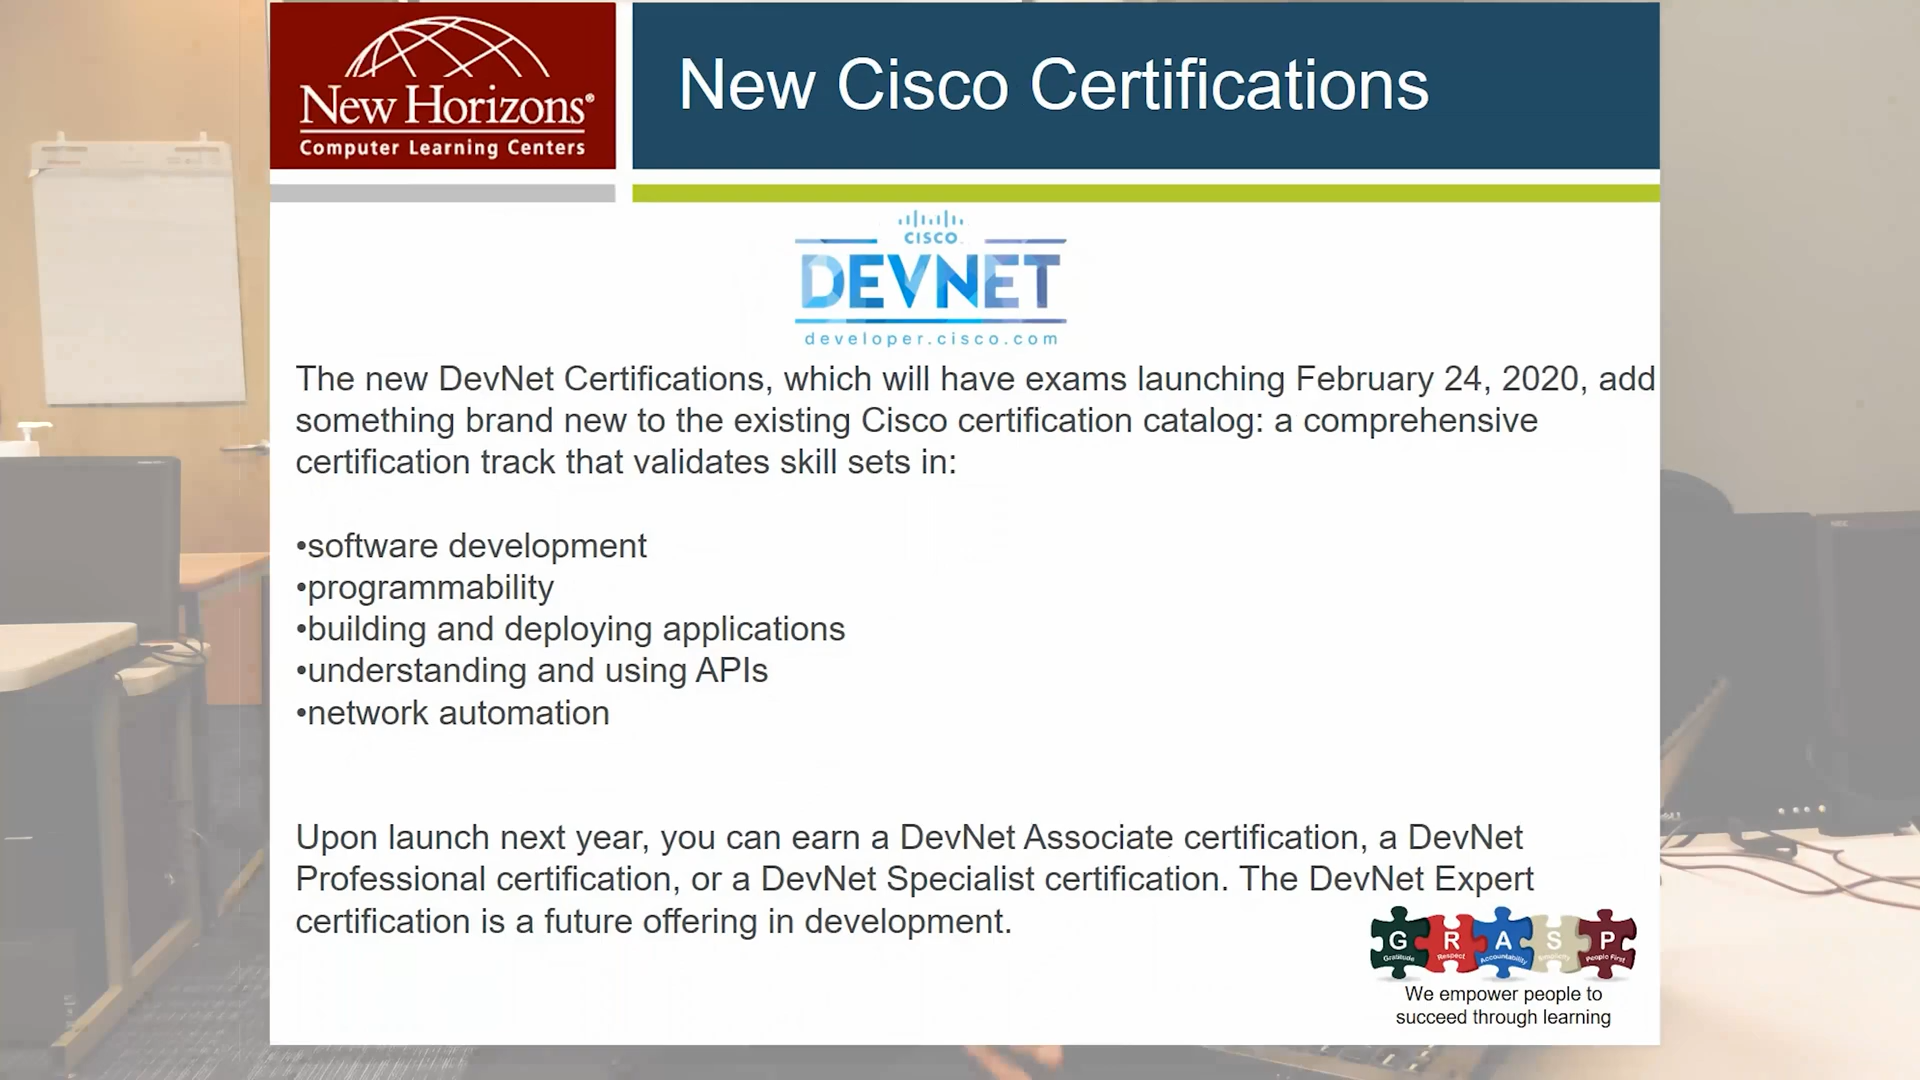 New Horizons®
Computer Learning Centers
New Cisco Certifications
CISCO
DEVNET
developer.cisco.com
The new DevNet Certifications, which will have exams launching February 24, 2020, add
something brand new to the existing Cisco certification catalog: a comprehensive
certification track that validates skill sets in:
•software development
•programmability
•building and deploying applications
•understanding and using APIs
•network automation
Upon launch next year, you can earn a DevNet Associate certification, a DevNet
Professional certification, or a DevNet Specialist certification. The DevNet Expert
certification is a future offering in development.
G R A S P
Gratitude Respect Accountability People First
We empower people to
succeed through learning